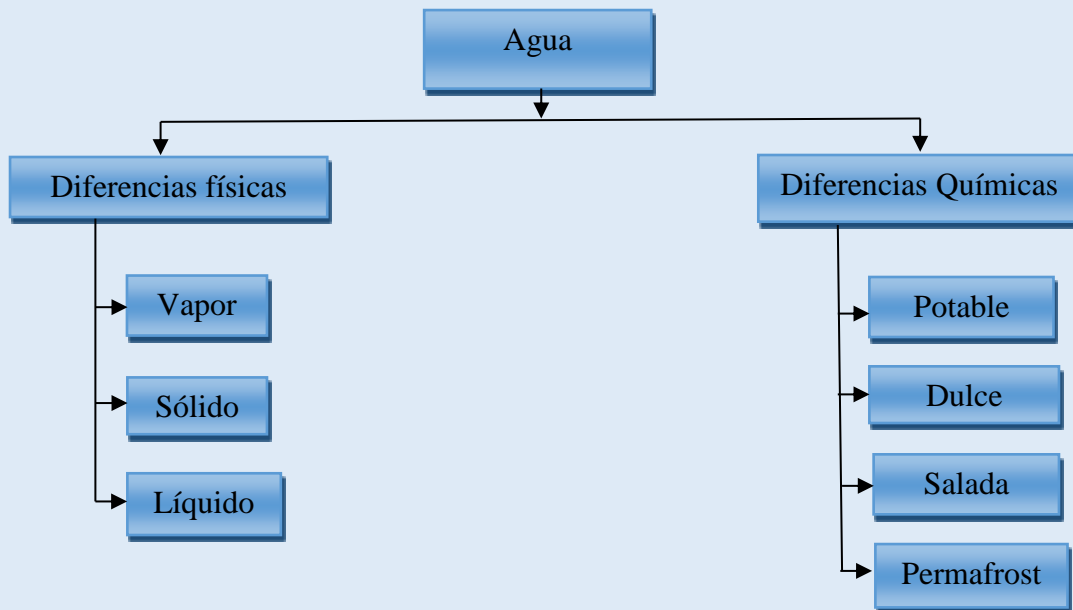 Agua
Diferencias físicas
Vapor
Sólido
Líquido
Diferencias Químicas
Potable
Dulce
Salada
Permafrost